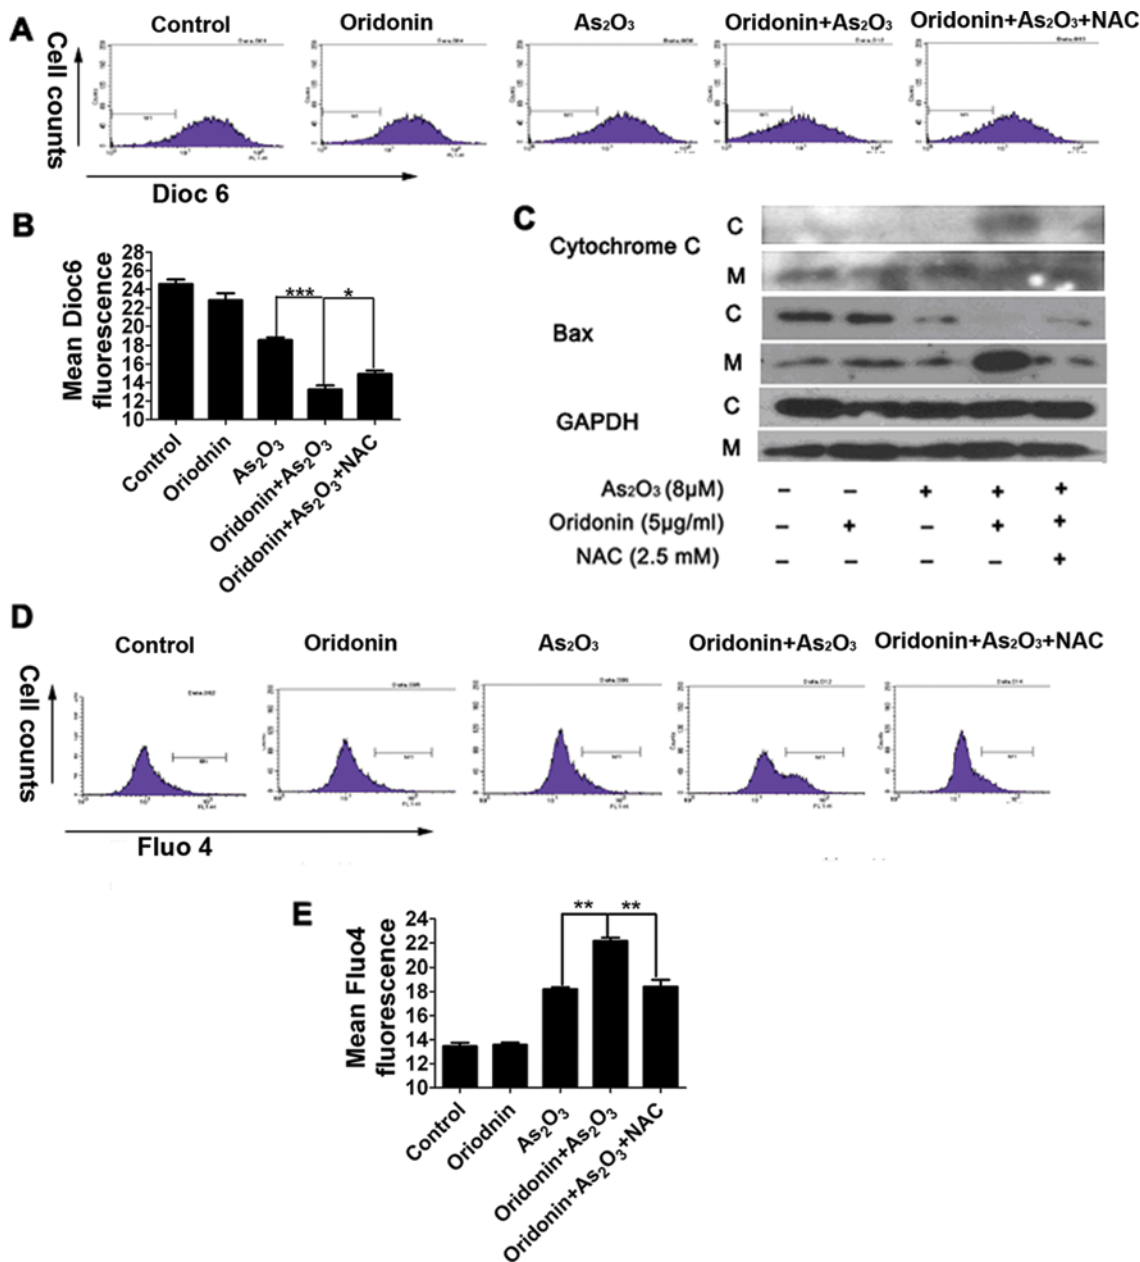 A
Control
Oridonin
As₂O₃
Oridonin+As₂O₃
Oridonin+As₂O₃+NAC
Cell counts
Dioc 6
B
28
26
24
22
20
18
16
14
12
10
Mean Dioc6
fluorescence
***
*
Control
Oriodnin
As₂O₃
Oridonin+As₂O₃
Oridonin+As₂O₃+NAC
C
Cytochrome C
C
M
Bax
C
M
GAPDH
C
M
As₂O₃ (8μM) − − + + +
Oridonin (5μg/ml) − + − + +
NAC (2.5 mM) − − − − +
D
Control
Oridonin
As₂O₃
Oridonin+As₂O₃
Oridonin+As₂O₃+NAC
Cell counts
Fluo 4
E
24
22
20
18
16
14
12
10
Mean Fluo4
fluorescence
**
**
Control
Oriodnin
As₂O₃
Oridonin+As₂O₃
Oridonin+As₂O₃+NAC